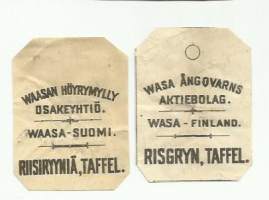 WAASAN HÖYRYMYLLY
OSAKEYHTIÖ.
WAASA-SUOMI.
RIISIRYYNIÄ, TAFFEL.
WASA ÅNGQVARNS
AKTIEBOLAG.
WASA - FINLAND.
RISGRYN, TAFFEL.